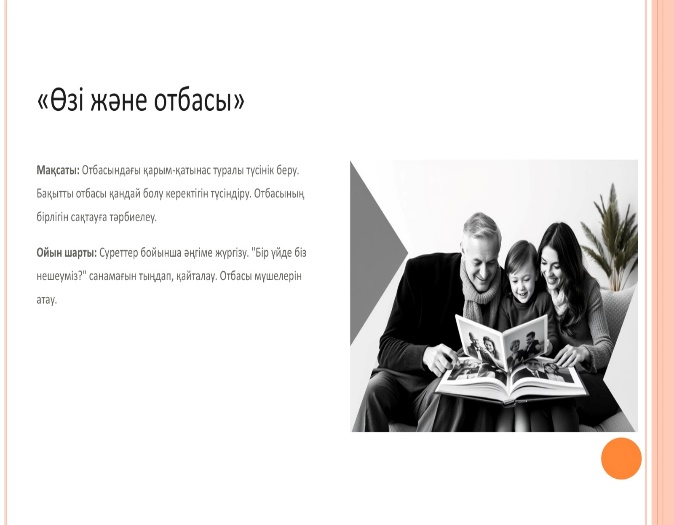 «Өзі және отбасы»
Мақсаты: Отбасындағы қарым-қатынас туралы түсінік беру.
Бақытты отбасы қандай болу керектігін түсіндіру. Отбасының
бірлігін сақтауға тәрбиелеу.
Ойын шарты: Суреттер бойынша әңгіме жүргізу. "Бір үйде біз
нешеуміз?" санамағын тыңдап, қайталау. Отбасы мүшелерін
атау.